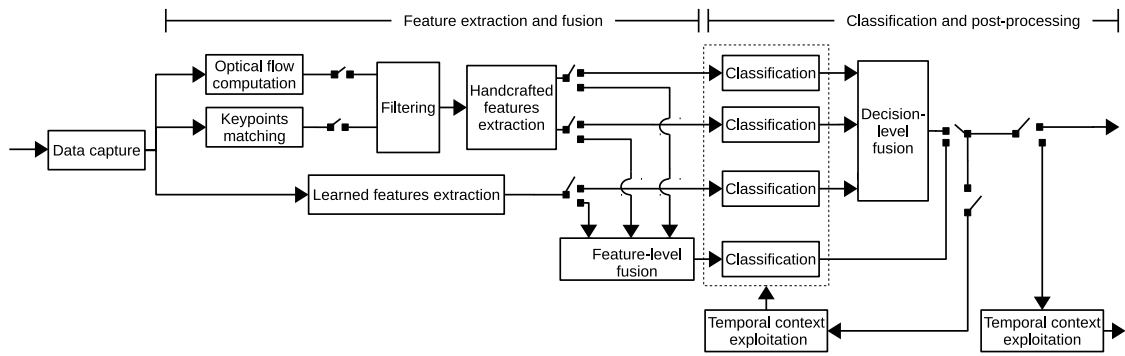 Feature extraction and fusion
Classification and post-processing
Optical flow
computation
Keypoints
matching
Filtering
Handcrafted
features
extraction
Data capture
Learned features extraction
Feature-level
fusion
Classification
Classification
Classification
Classification
Decision-
level
fusion
Temporal context
exploitation
Temporal context
exploitation